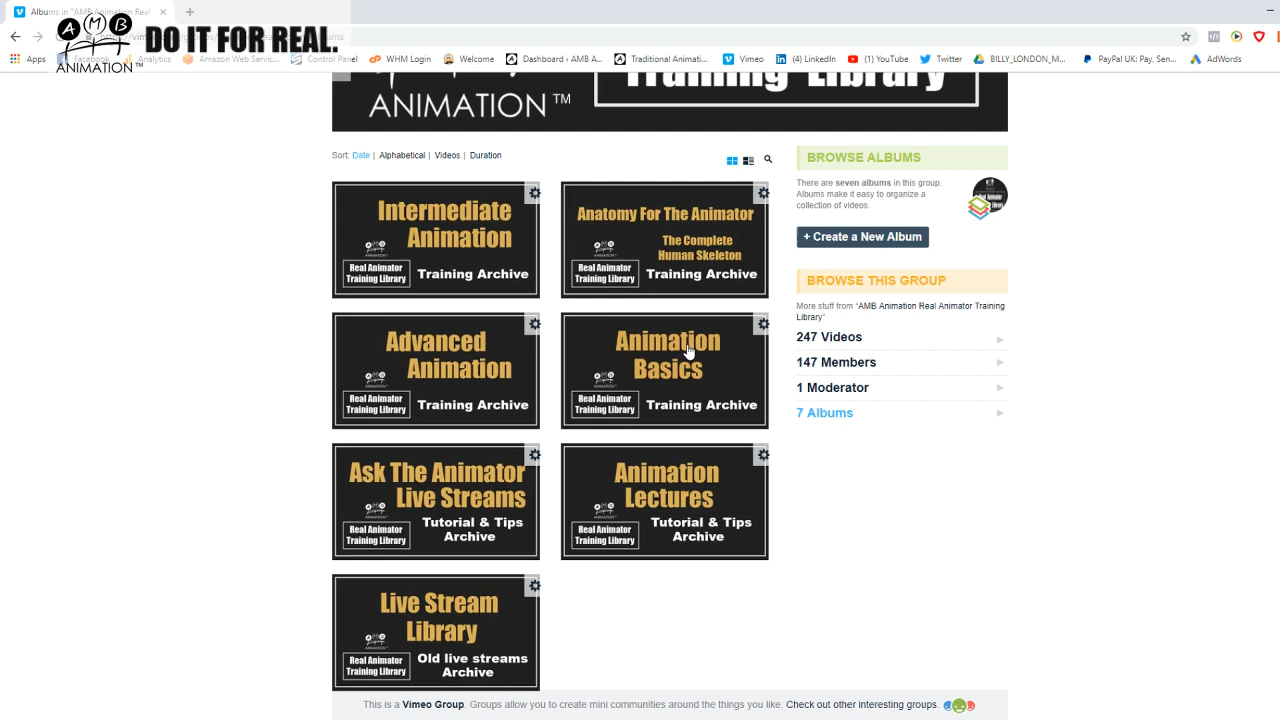 Albums in "AMB Animation Real
AMB
ANIMATION™
DO IT FOR REAL.
Apps
Facebook
Analytics
Amazon Web Servic...
Control Panel
WHM Login
Welcome
Dashboard ‹ AMB A...
Traditional Animati...
Vimeo
(4) LinkedIn
(1) YouTube
Twitter
BILLY_LONDON_M...
PayPal UK: Pay, Sen...
AdWords
ANIMATION™
Training Library
Sort: Date | Alphabetical | Videos | Duration
Intermediate
Animation
Real Animator
Training Library
Training Archive
Anatomy For The Animator
The Complete
Human Skeleton
Real Animator
Training Library
Training Archive
Advanced
Animation
Real Animator
Training Library
Training Archive
Animation
Basics
Real Animator
Training Library
Training Archive
Ask The Animator
Live Streams
Real Animator
Training Library
Tutorial & Tips
Archive
Animation
Lectures
Real Animator
Training Library
Tutorial & Tips
Archive
Live Stream
Library
Real Animator
Training Library
Old live streams
Archive
BROWSE ALBUMS
There are seven albums in this group.
Albums make it easy to organize a
collection of videos.
+ Create a New Album
BROWSE THIS GROUP
More stuff from "AMB Animation Real Animator Training
Library"
247 Videos
147 Members
1 Moderator
7 Albums
This is a Vimeo Group. Groups allow you to create mini communities around the things you like. Check out other interesting groups.